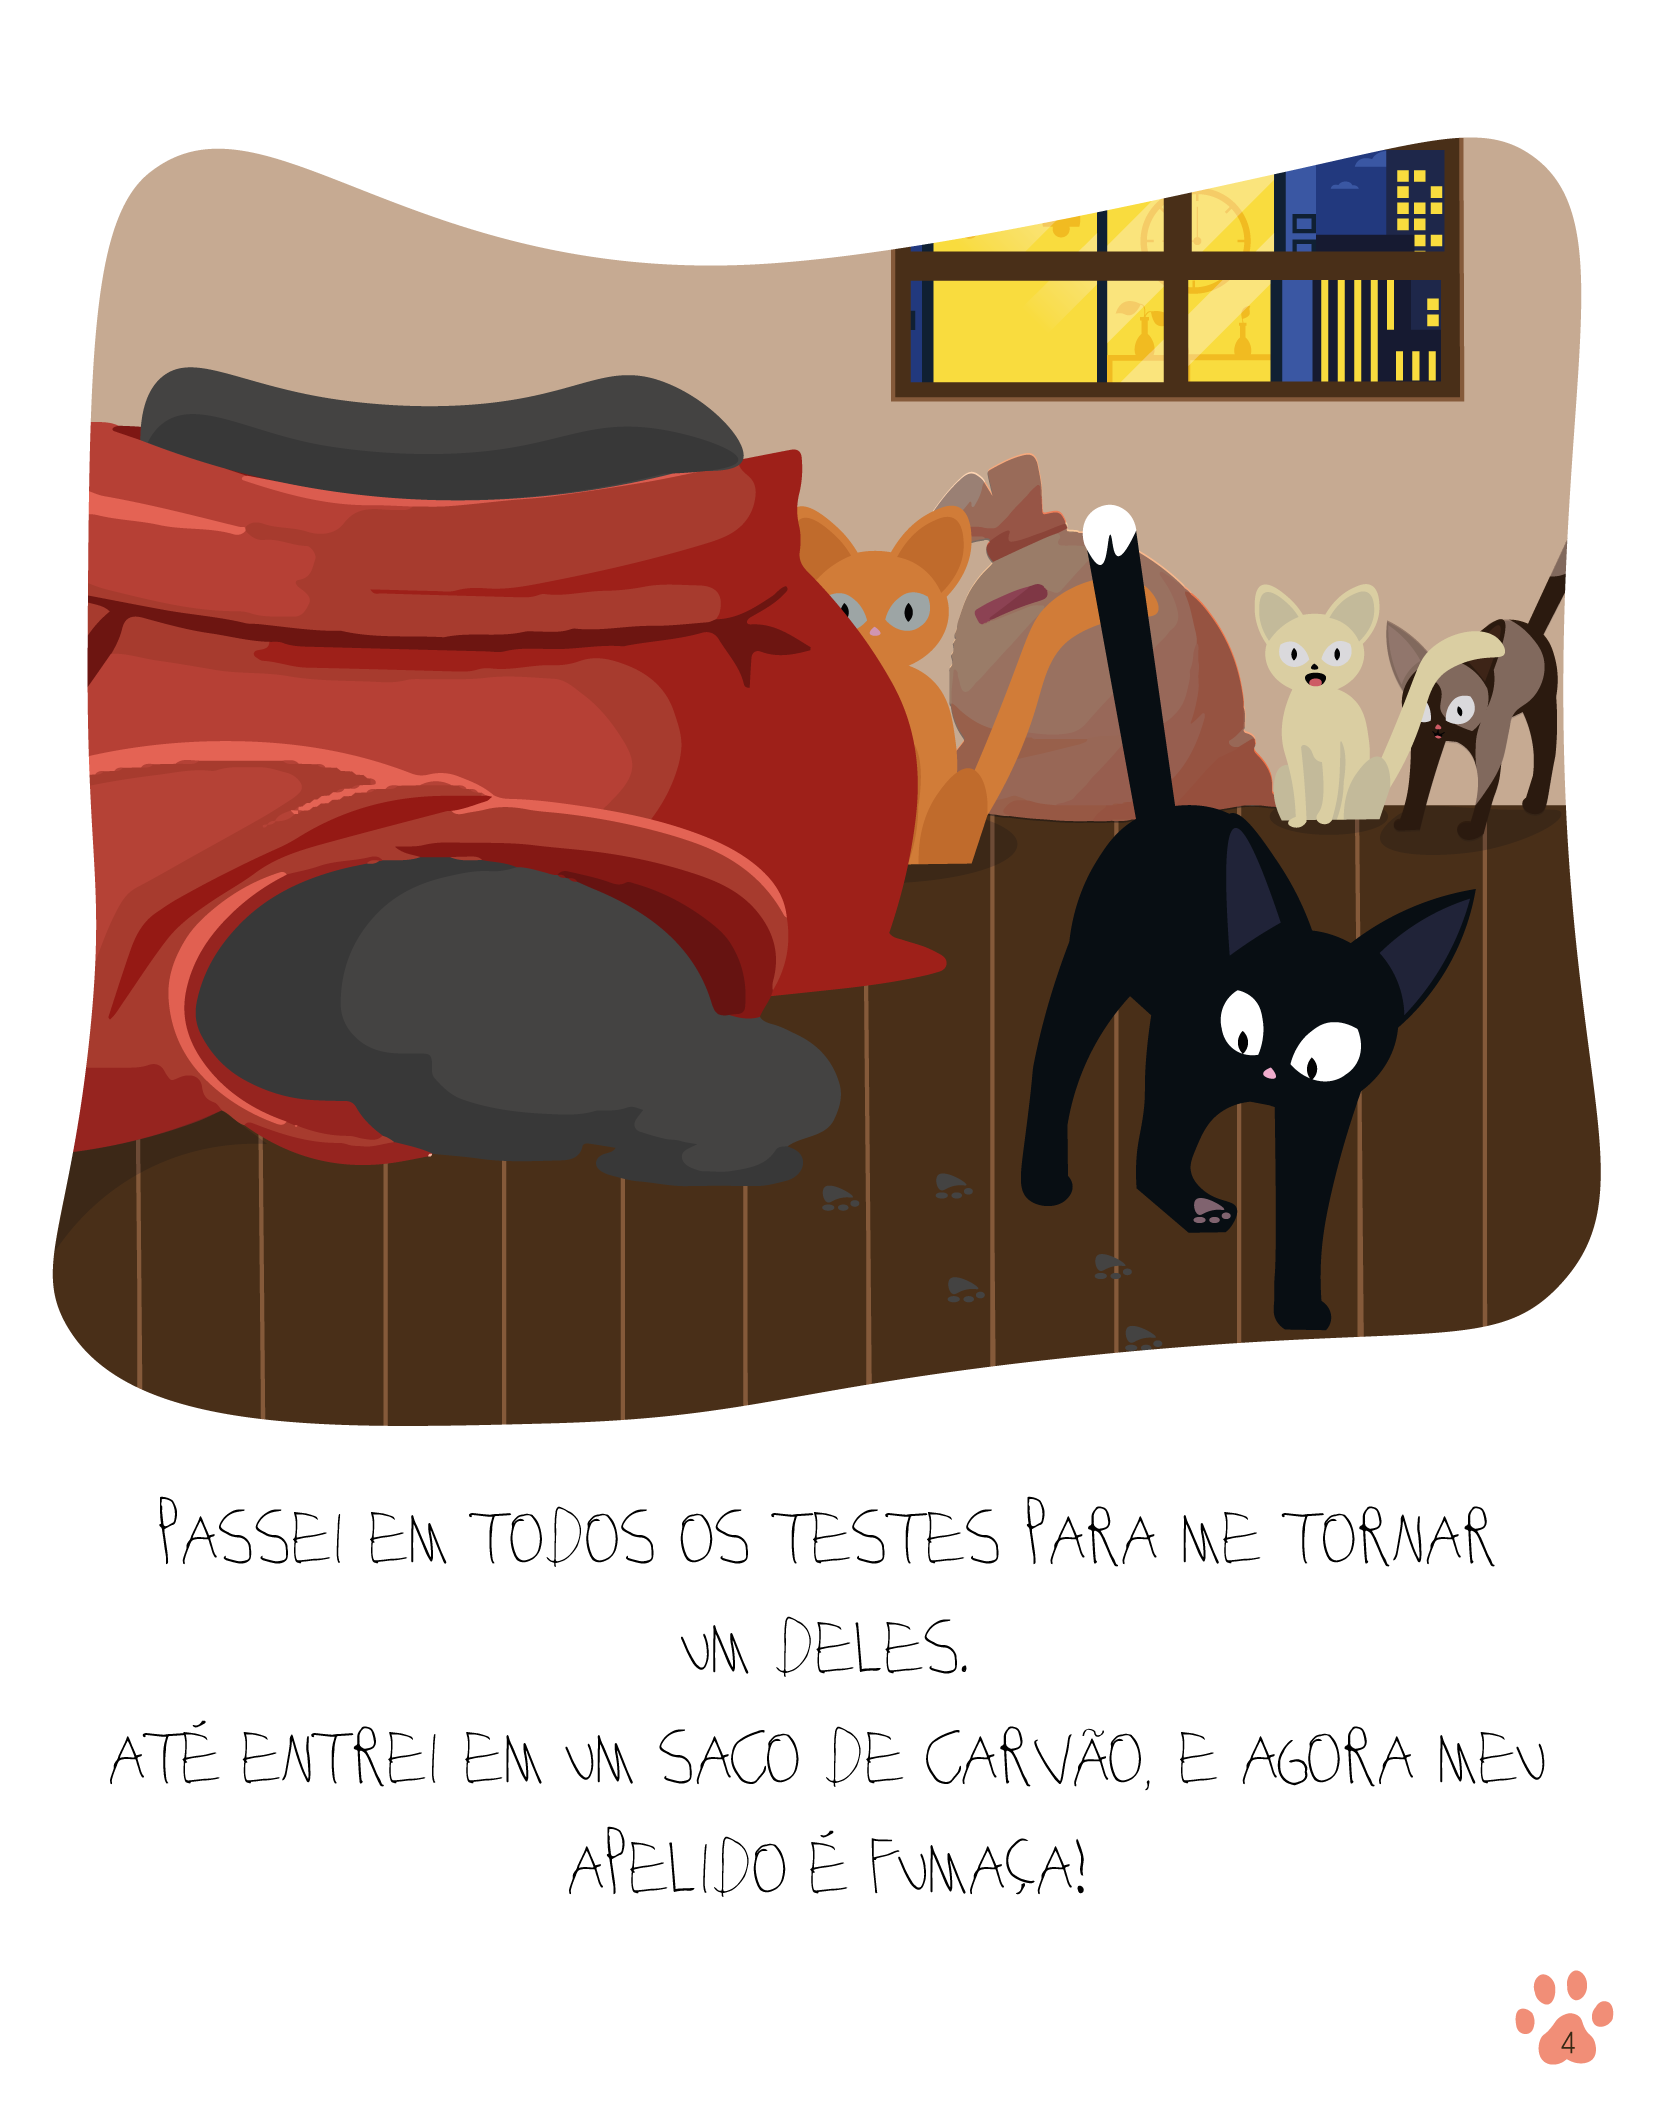 PASSEI EM TODOS OS TESTES PARA ME TORNAR
UM DELES.
ATÉ ENTREI EM UM SACO DE CARVÃO, E AGORA MEU
APELIDO É FUMAÇA!
4